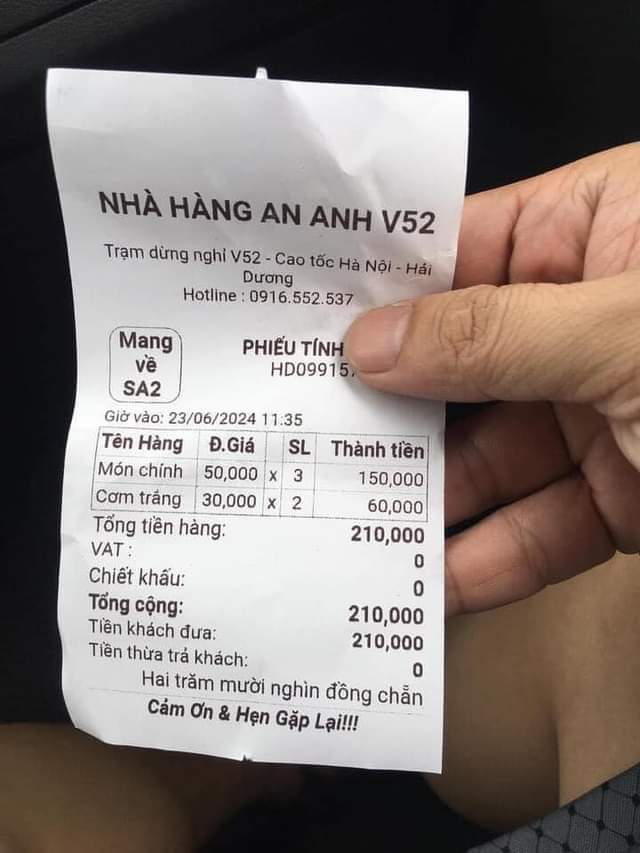 NHÀ HÀNG AN ANH V52
Trạm dừng nghỉ V52 - Cao tốc Hà Nội - Hải
Dương
Hotline : 0916.552.537
Mang
về
SA2
PHIẾU TÍNH
HD09915
Giờ vào: 23/06/2024 11:35
Tên Hàng Đ.Giá SL Thành tiền
Món chính 50,000 x 3 150,000
Cơm trắng 30,000 x 2 60,000
Tổng tiền hàng: 210,000
VAT : 0
Chiết khấu: 0
Tổng cộng: 210,000
Tiền khách đưa: 210,000
Tiền thừa trả khách: 0
Hai trăm mười nghìn đồng chẵn
Cảm Ơn & Hẹn Gặp Lại!!!